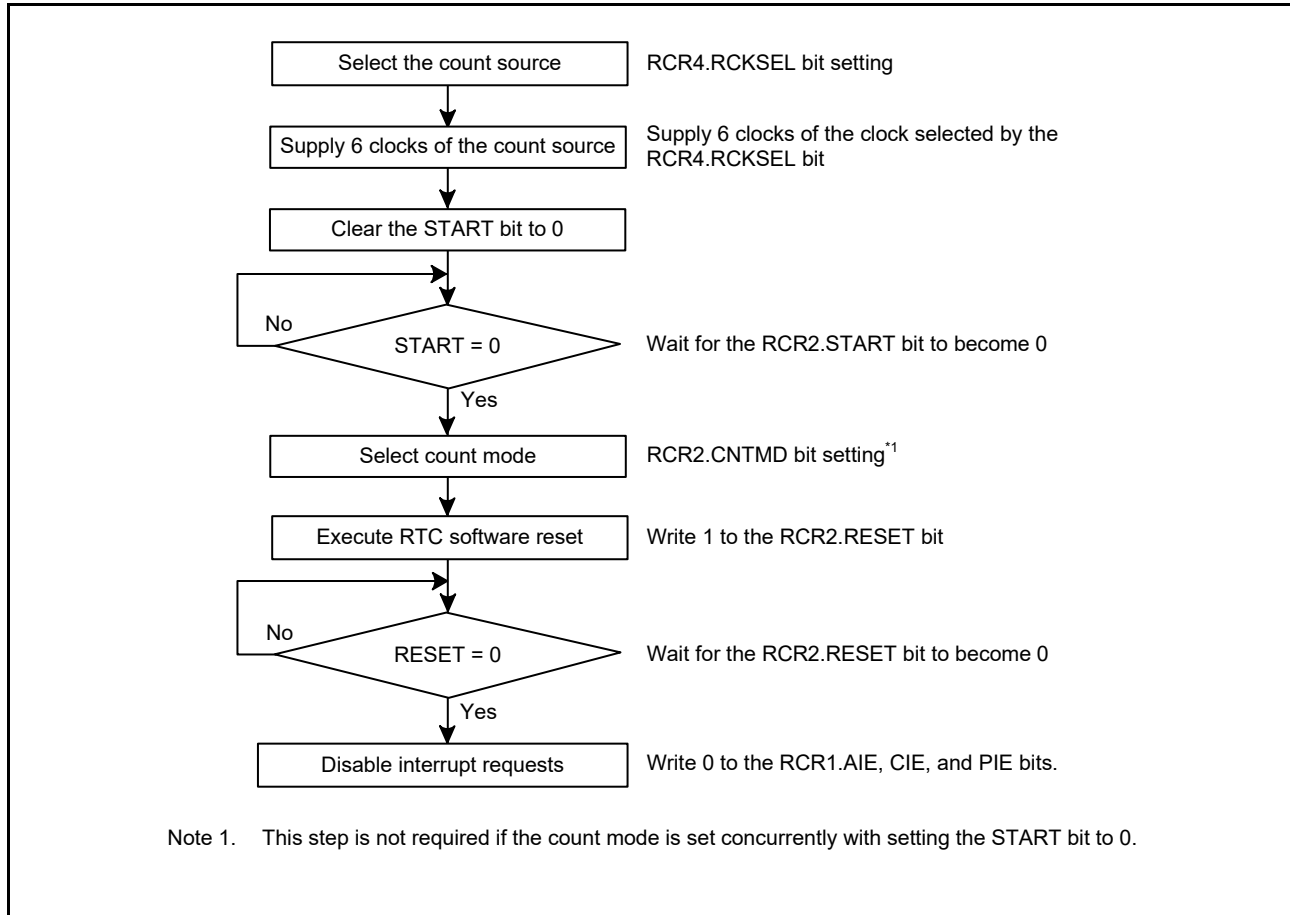 Select the count source
RCR4.RCKSEL bit setting
Supply 6 clocks of the count source
Supply 6 clocks of the clock selected by the
RCR4.RCKSEL bit
Clear the START bit to 0
No
START = 0
Wait for the RCR2.START bit to become 0
Yes
Select count mode
RCR2.CNTMD bit setting*1
Execute RTC software reset
Write 1 to the RCR2.RESET bit
No
RESET = 0
Wait for the RCR2.RESET bit to become 0
Yes
Disable interrupt requests
Write 0 to the RCR1.AIE, CIE, and PIE bits.
Note 1. This step is not required if the count mode is set concurrently with setting the START bit to 0.